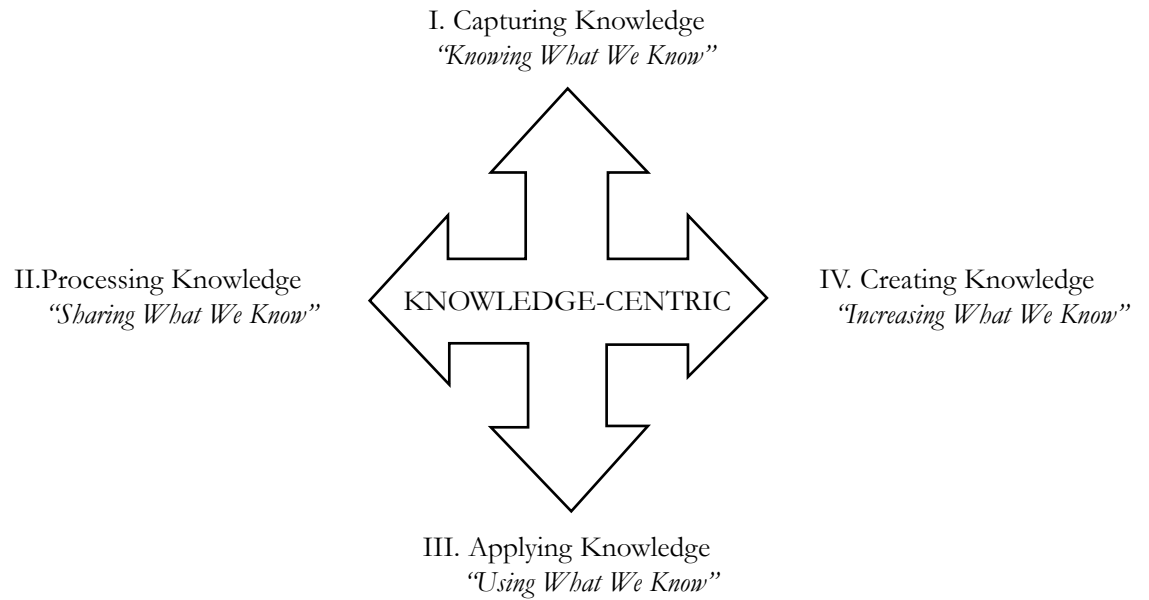 I. Capturing Knowledge
“Knowing What We Know”
II.Processing Knowledge
“Sharing What We Know”
KNOWLEDGE-CENTRIC
IV. Creating Knowledge
“Increasing What We Know”
III. Applying Knowledge
“Using What We Know”